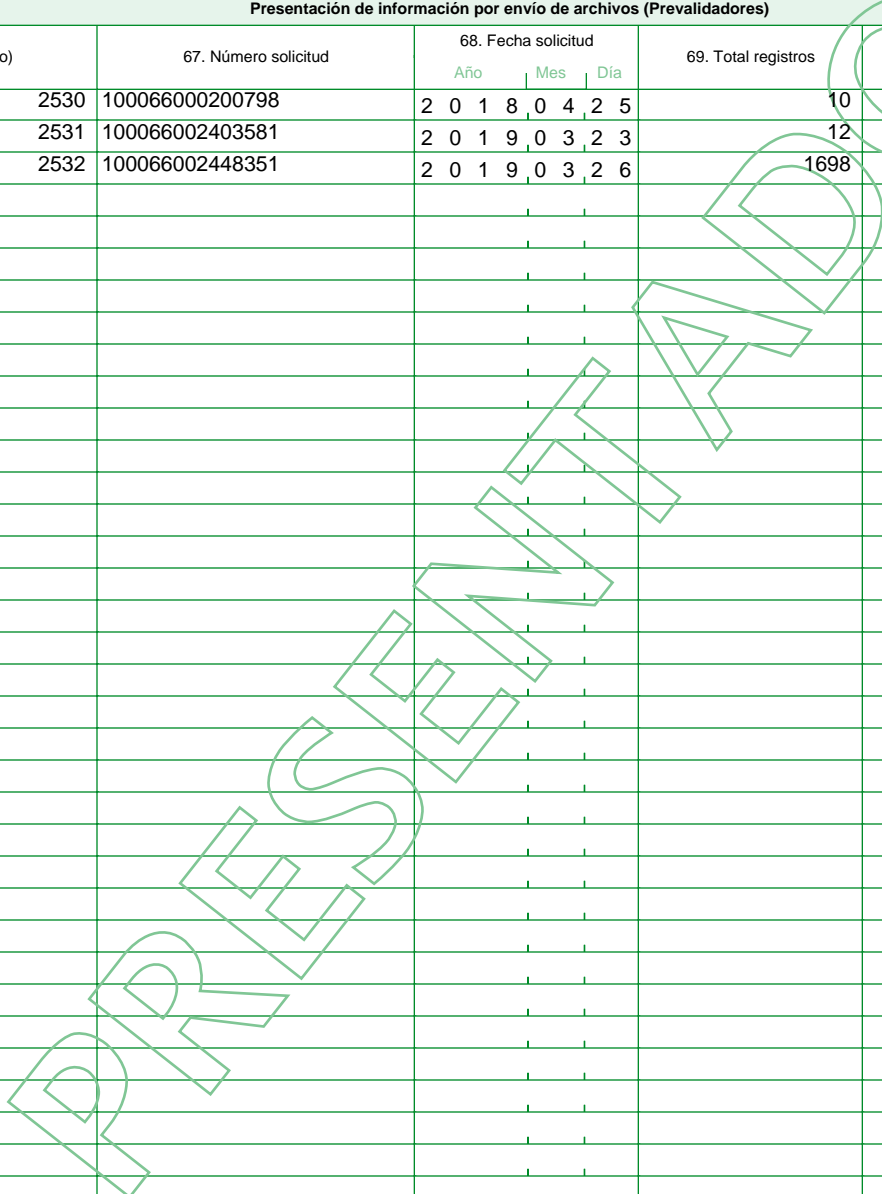 Presentación de información por envío de archivos (Prevalidadores)
o) 67. Número solicitud 68. Fecha solicitud 69. Total registros
Año Mes Día
2530 100066000200798 2 0 1 8 0 4 2 5 10
2531 100066002403581 2 0 1 9 0 3 2 3 12
2532 100066002448351 2 0 1 9 0 3 2 6 1698
PRESENTADO